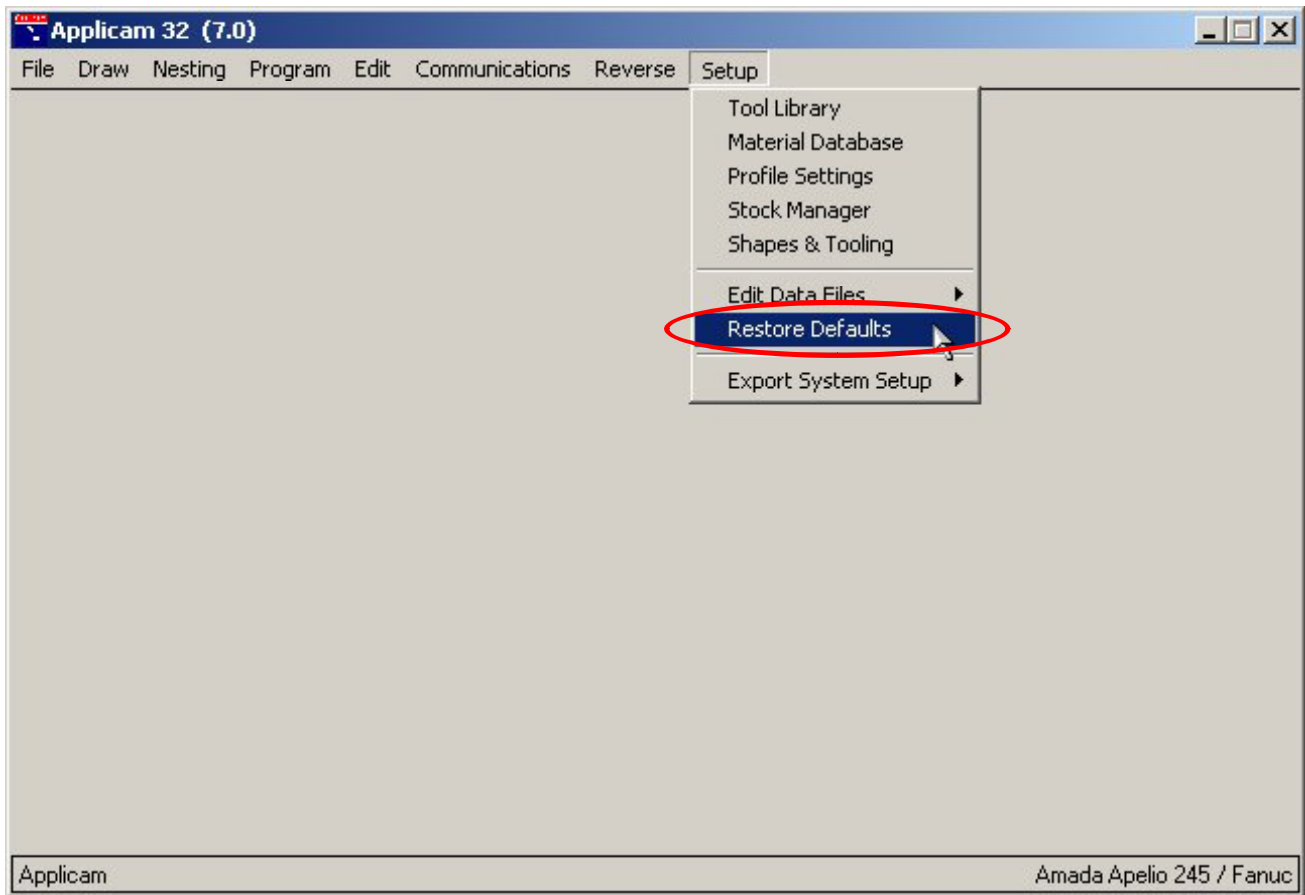 Applicam 32 (7.0)
File Draw Nesting Program Edit Communications Reverse Setup
Tool Library
Material Database
Profile Settings
Stock Manager
Shapes & Tooling
Edit Data Files
Restore Defaults
Export System Setup
Applicam Amada Apelio 245 / Fanuc